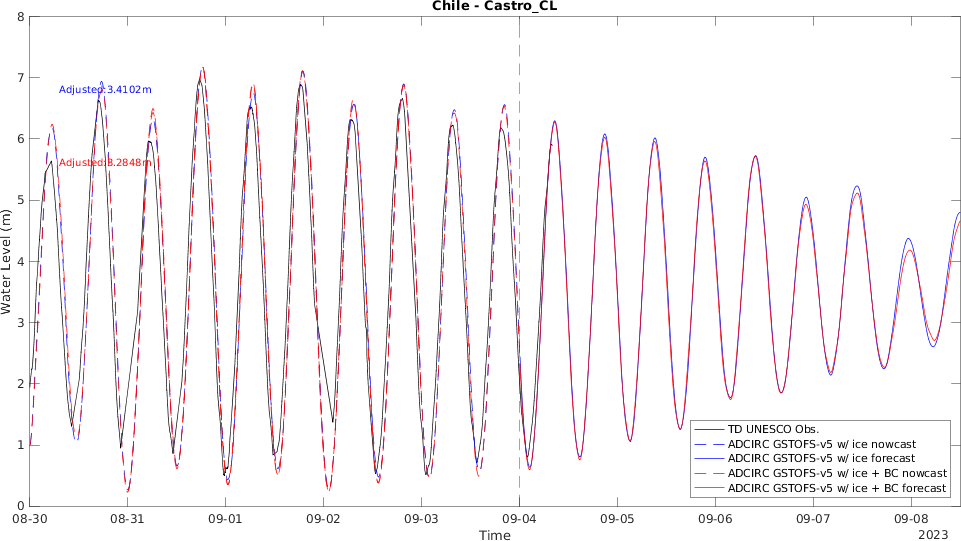 Chile - Castro_CL
8
7
6
5
4
3
2
1
0
Water Level (m)
Adjusted:3.4102m
Adjusted:3.2848m
TD UNESCO Obs.
ADCIRC GSTOFS-v5 w/ ice nowcast
ADCIRC GSTOFS-v5 w/ ice forecast
ADCIRC GSTOFS-v5 w/ ice + BC nowcast
ADCIRC GSTOFS-v5 w/ ice + BC forecast
08-30 08-31 09-01 09-02 09-03 09-04 09-05 09-06 09-07 09-08
Time
2023